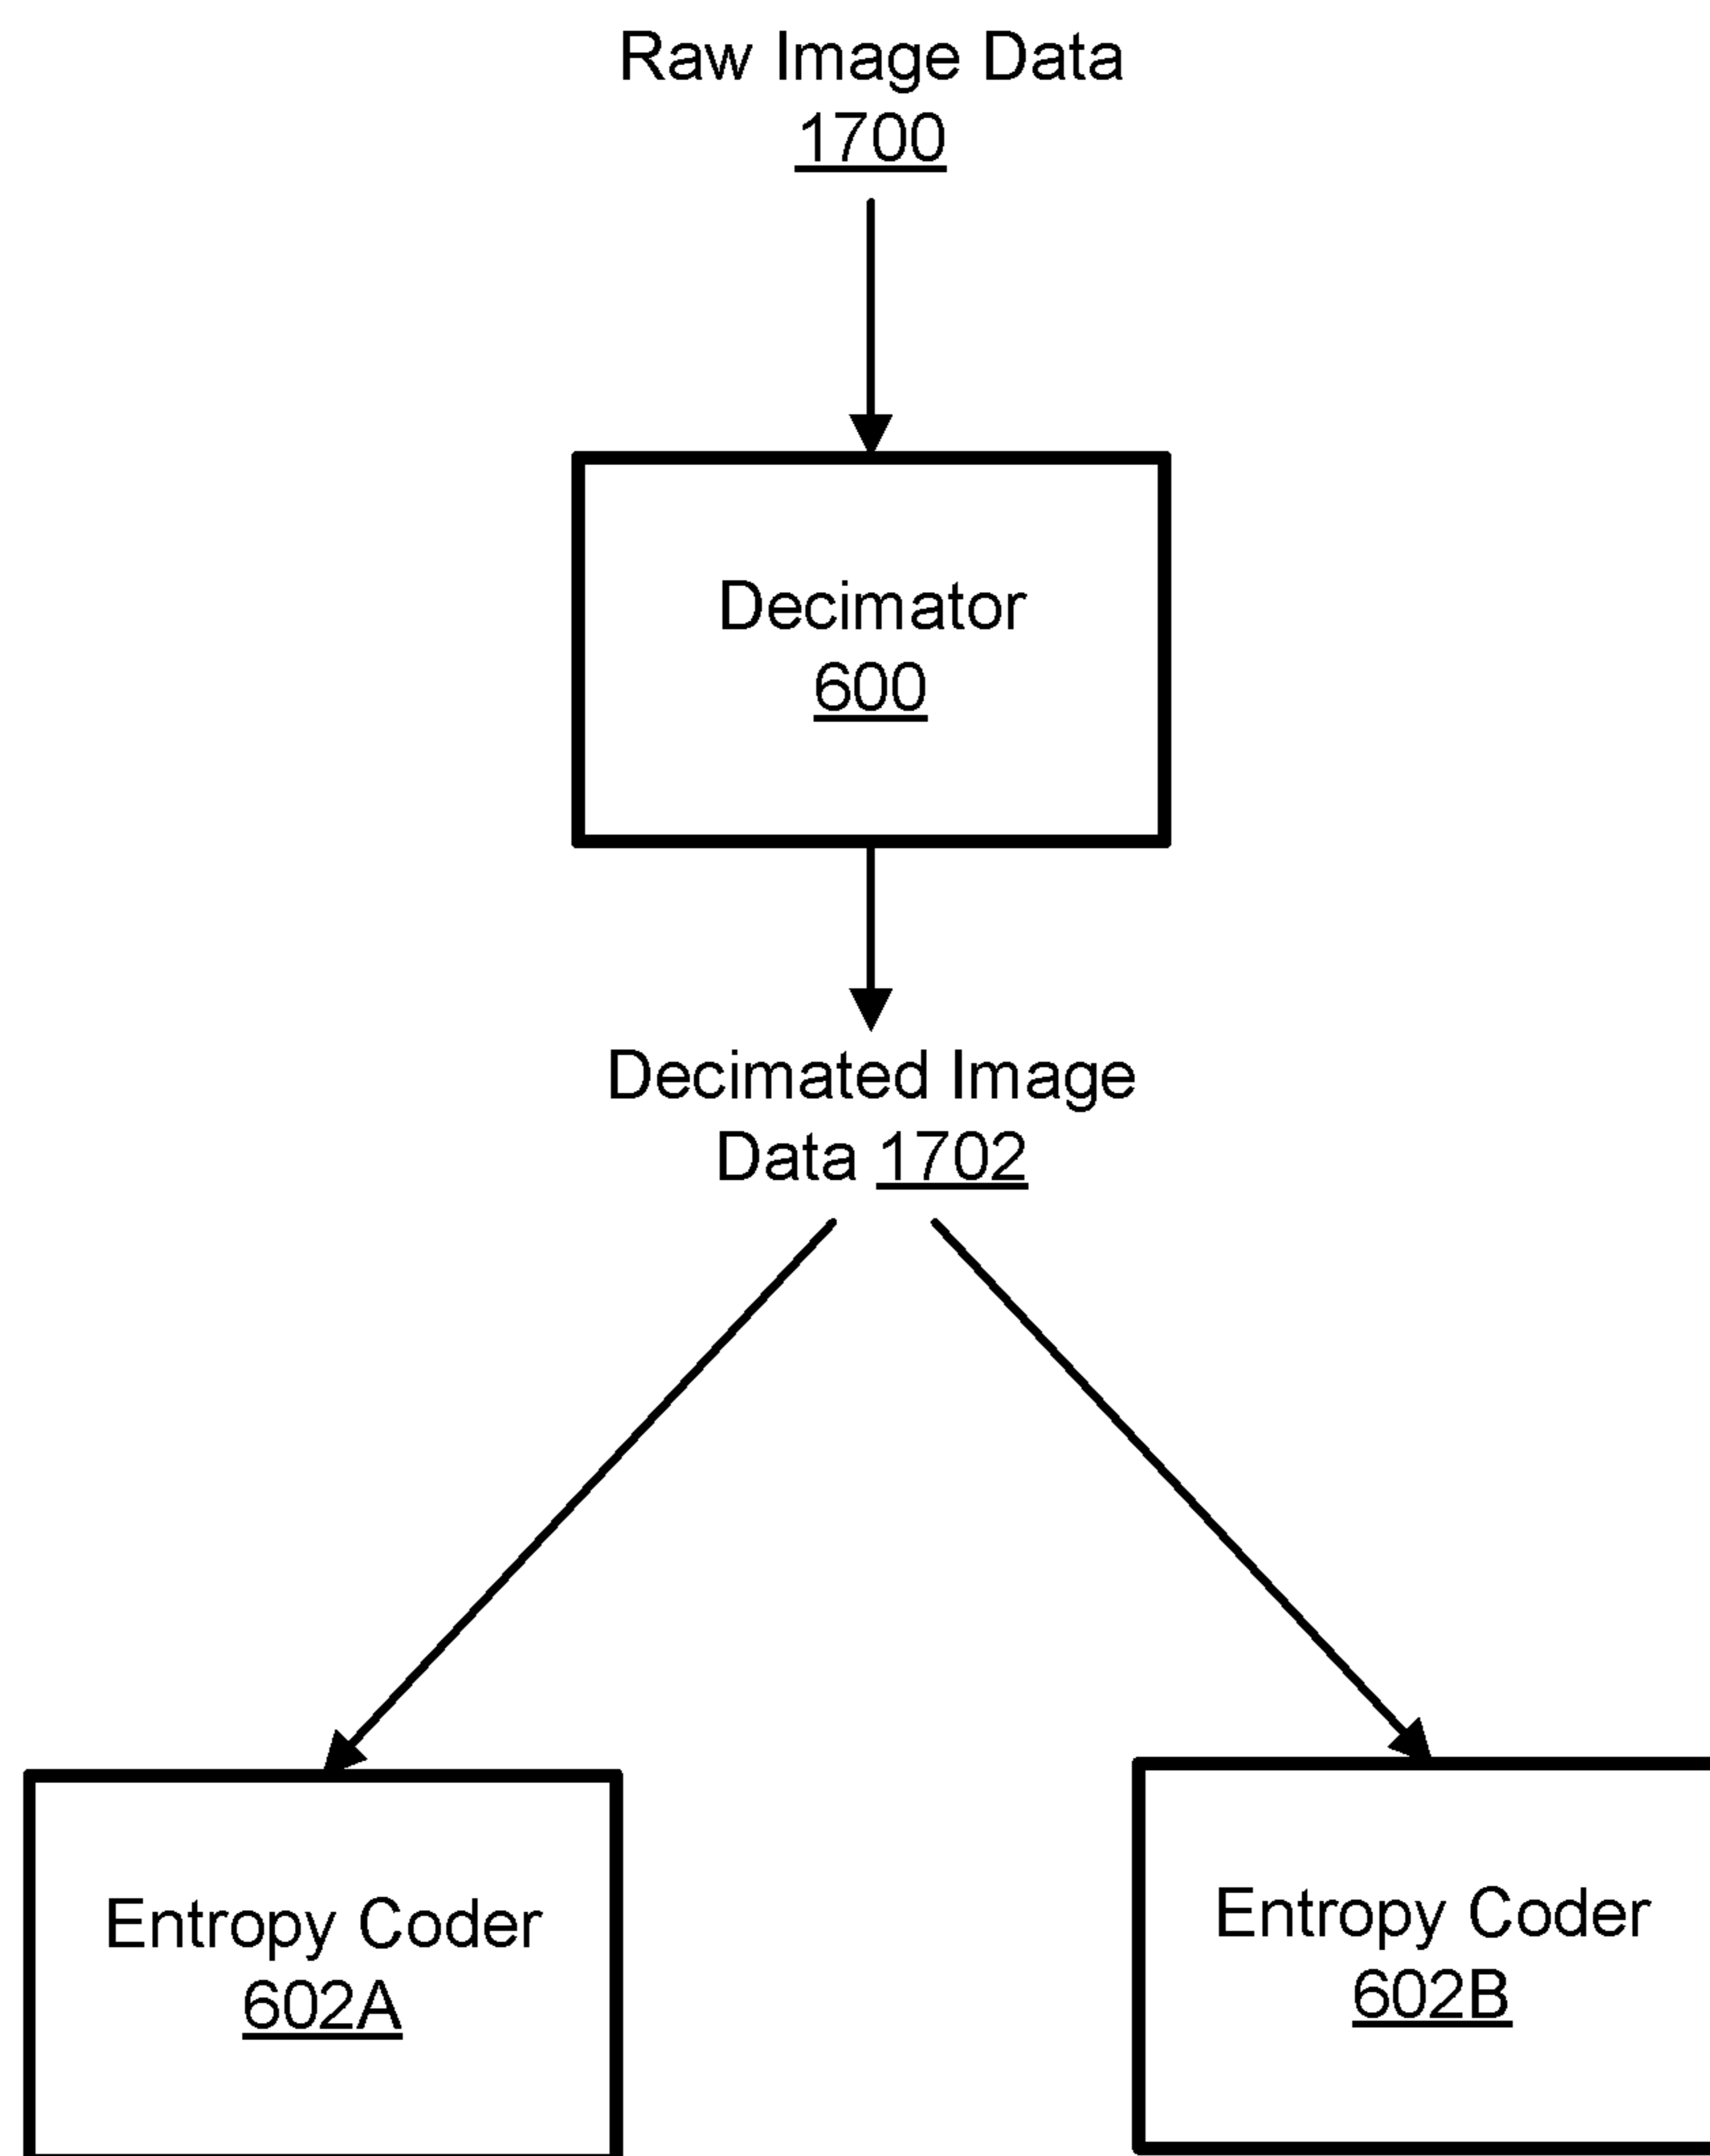 Raw Image Data
1700
Decimator
600
Decimated Image
Data 1702
Entropy Coder
602A
Entropy Coder
602B